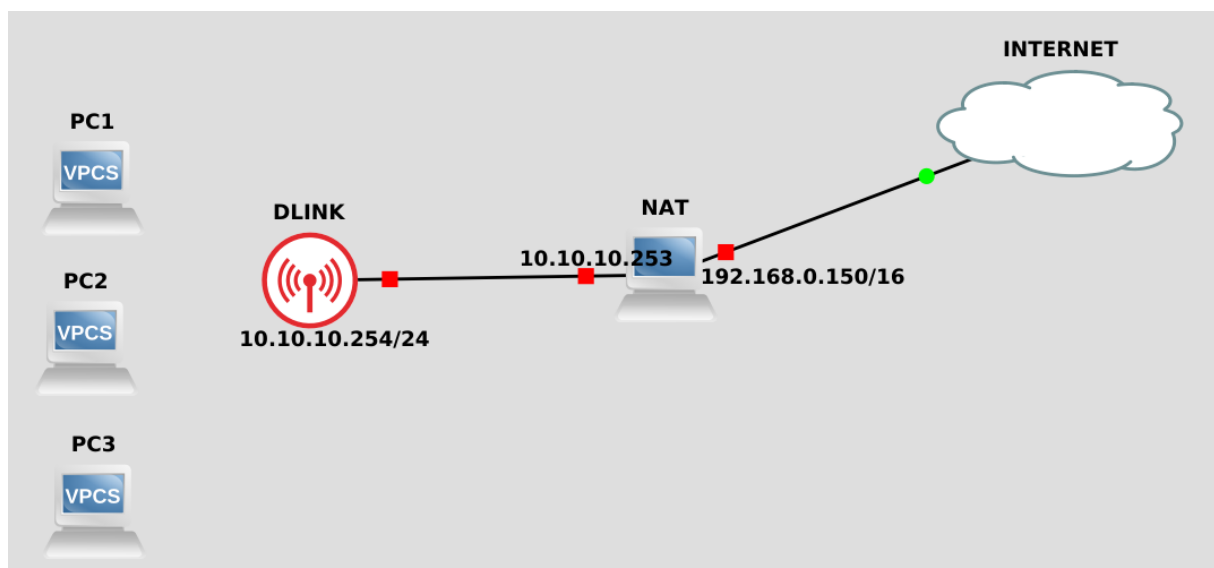 INTERNET
PC1
VPCS
DLINK
NAT
10.10.10.253
192.168.0.150/16
PC2
VPCS
10.10.10.254/24
PC3
VPCS